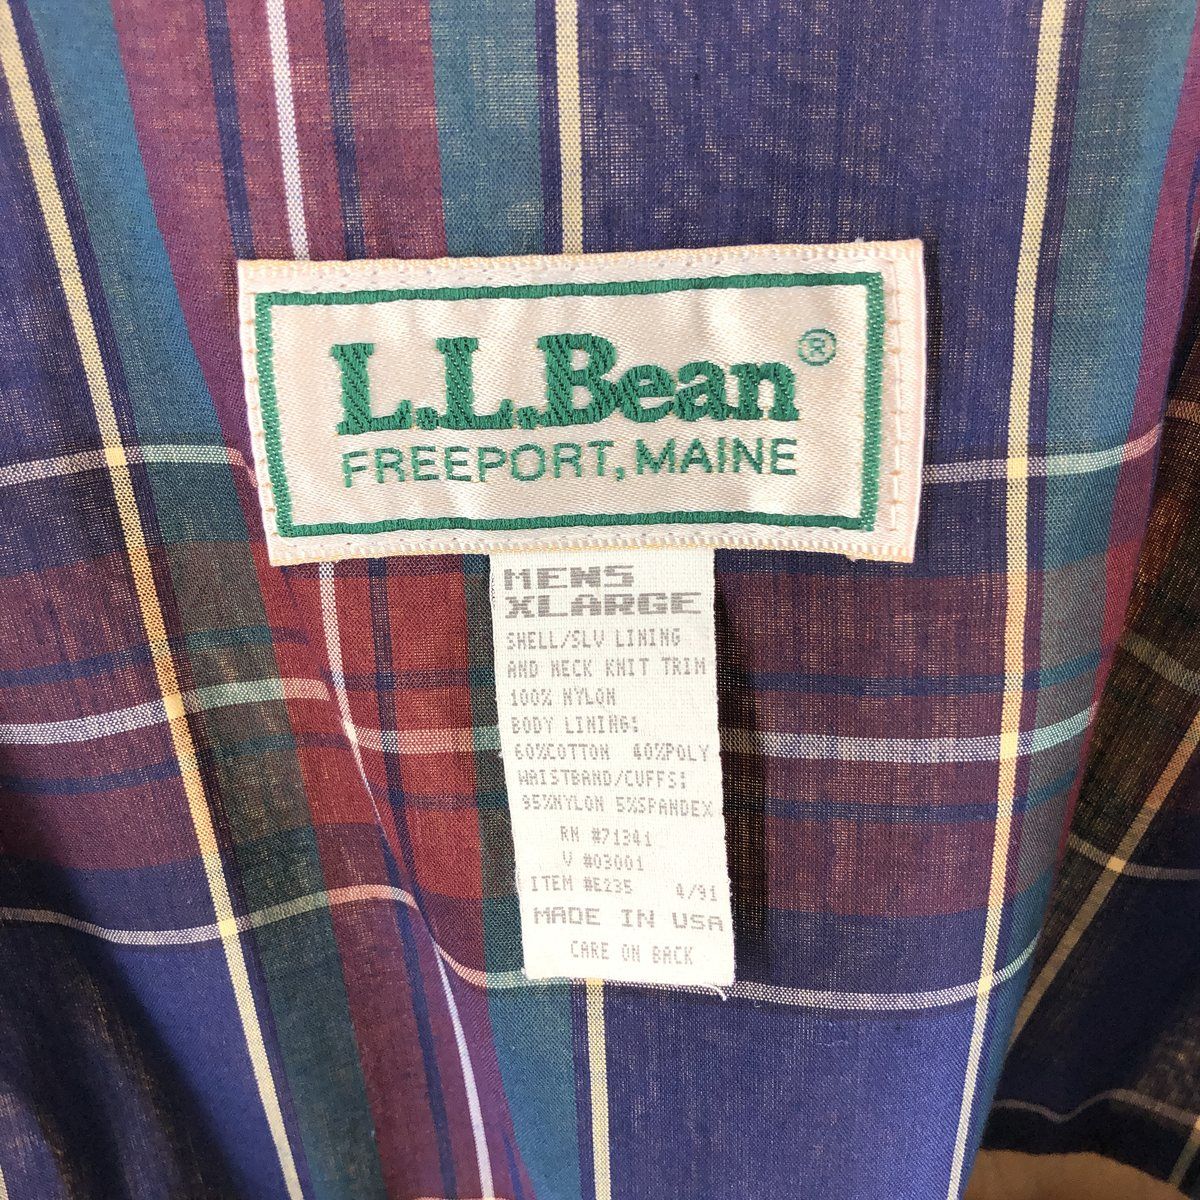 L.L.Bean®
FREEPORT, MAINE
MENS
XLARGE
SHELL/SLV LINING
AND NECK KNIT TRIM
100% NYLON
BODY LINING:
60%COTTON 40%POLY
WAISTBAND/CUFFS:
95%NYLON 5%SPANDEX
RN #71341
V #03001
ITEM #E235 4/91
MADE IN USA
CARE ON BACK